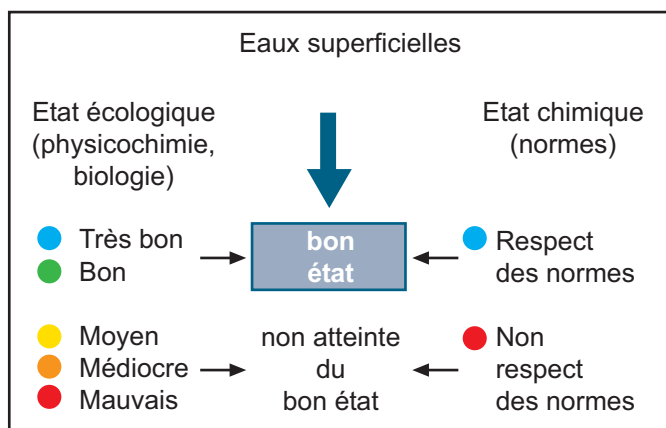 Eaux superficielles
Etat écologique
(physicochimie,
biologie)
Etat chimique
(normes)
Très bon
Bon
bon
état
Respect
des normes
Moyen
Médiocre
Mauvais
non atteinte
du
bon état
Non
respect
des normes